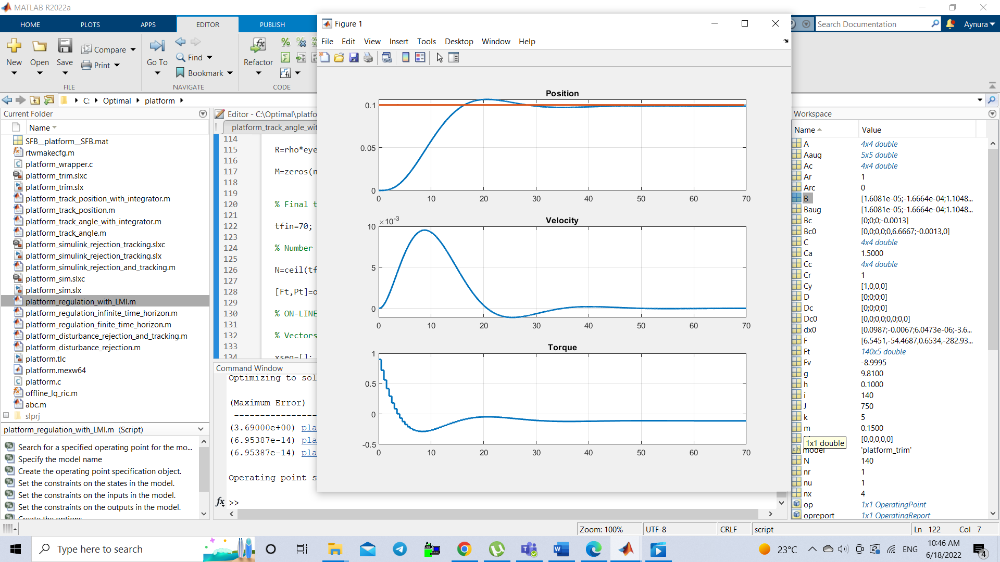 MATLAB R2022a
HOME PLOTS APPS EDITOR PUBLISH
Search Documentation
Aynura
New Open Save Compare Print
Go To Find Bookmark
Refactor
FILE NAVIGATE CODE
C: Optimal platform
Current Folder
Name
SFB__platform__SFB.mat
rtwmakecfg.m
platform_wrapper.c
platform_trim.slxc
platform_trim.slx
platform_track_position_with_integrator.m
platform_track_position.m
platform_track_angle_with_integrator.m
platform_track_angle.m
platform_simulink_rejection_tracking.slxc
platform_simulink_rejection_tracking.slx
platform_simulink_rejection_and_tracking.m
platform_sim.slxc
platform_sim.slx
platform_regulation_with_LMI.m
platform_regulation_infinite_time_horizon.m
platform_regulation_finite_time_horizon.m
platform_disturbance_rejection_and_tracking.m
platform_disturbance_rejection.m
platform.tlc
platform.mexw64
platform.c
offline_lq_ric.m
abc.m
slprj
platform_regulation_with_LMI.m (Script)
Search for a specified operating point for the mo...
Specify the model name
Create the operating point specification object.
Set the constraints on the states in the model.
Set the constraints on the inputs in the model.
Set the constraints on the outputs in the model.
Create the options
Editor - C:\Optimal\platfo
platform_track_angle_wit
114
115 R=rho*eye
116
117 M=zeros(n
118
119
120 % Final t
121
122 tfin=70;
123
124 % Number
125
126 N=ceil(tf
127
128 [Ft,Pt]=o
129
130 % ON-LINE
131
132 % Vectors
133
134 xseq=[];
Command Window
Optimizing to sol
(Maximum Error)
-----------------
(3.69000e+00) pla
(6.95387e-14) pla
(6.95387e-14) pla
Operating point s
fx >>
Figure 1
File Edit View Insert Tools Desktop Window Help
Position
0.1
0.05
0
0 10 20 30 40 50 60 70
Velocity
×10-3
10
5
0
0 10 20 30 40 50 60 70
Torque
1
0.5
0
-0.5
0 10 20 30 40 50 60 70
Workspace
Name Value
A 4x4 double
Aaug 5x5 double
Ac 4x4 double
Ar 1
Arc 0
B [1.6081e-05;-1.6664e-04;1.1048...
Baug [1.6081e-05;-1.6664e-04;1.1048...
Bc [0;0;0;-0.0013]
Bc0 [0,0;0,0;0,6.6667;-0.0013,0]
C 4x4 double
Ca 1.5000
Cc 4x4 double
Cr 1
Cy [1,0,0,0]
D [0;0;0;0]
Dc [0;0;0;0]
Dc0 [0,0;0,0;0,0;0,0]
dx0 [0.0987;-0.0067;6.0473e-06;-3.6...
F [6.5451,-54.4687,0.6534,-282.93...
Ft 140x5 double
Fv -8.9995
g 9.8100
h 0.1000
i 140
J 750
k 5
m 0.1500
[0,0,0,0,0]
1x1 double
model 'platform_trim'
N 140
nr 1
nu 1
nx 4
op 1x1 OperatingPoint
opreport 1x1 OperatingReport
Zoom: 100% UTF-8 CRLF script Ln 122 Col 7
Type here to search
23°C ENG
10:46 AM
6/18/2022
4